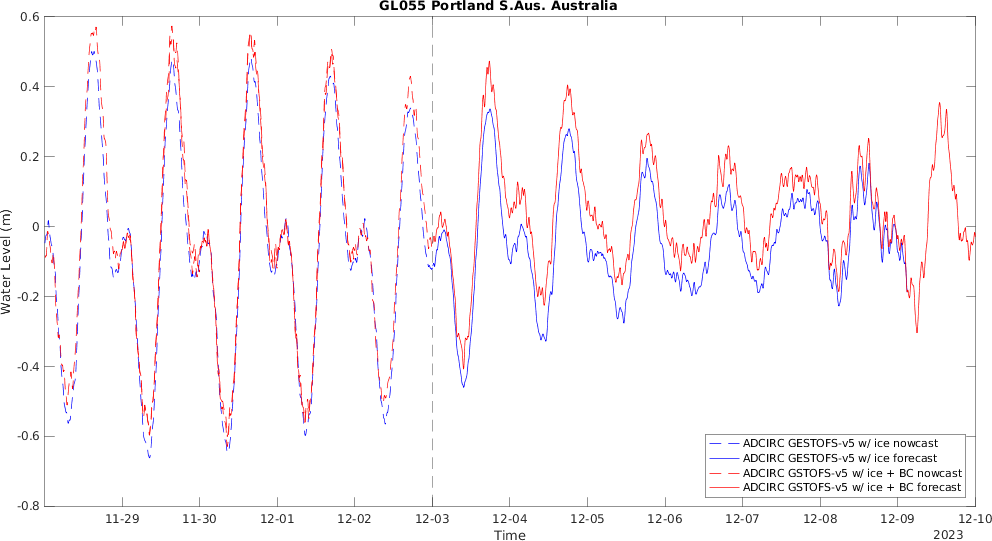 GL055 Portland S.Aus. Australia
0.6
0.4
0.2
0
-0.2
-0.4
-0.6
-0.8
Water Level (m)
ADCIRC GESTOFS-v5 w/ ice nowcast
ADCIRC GESTOFS-v5 w/ ice forecast
ADCIRC GSTOFS-v5 w/ ice + BC nowcast
ADCIRC GSTOFS-v5 w/ ice + BC forecast
11-29 11-30 12-01 12-02 12-03 12-04 12-05 12-06 12-07 12-08 12-09 12-10
Time
2023